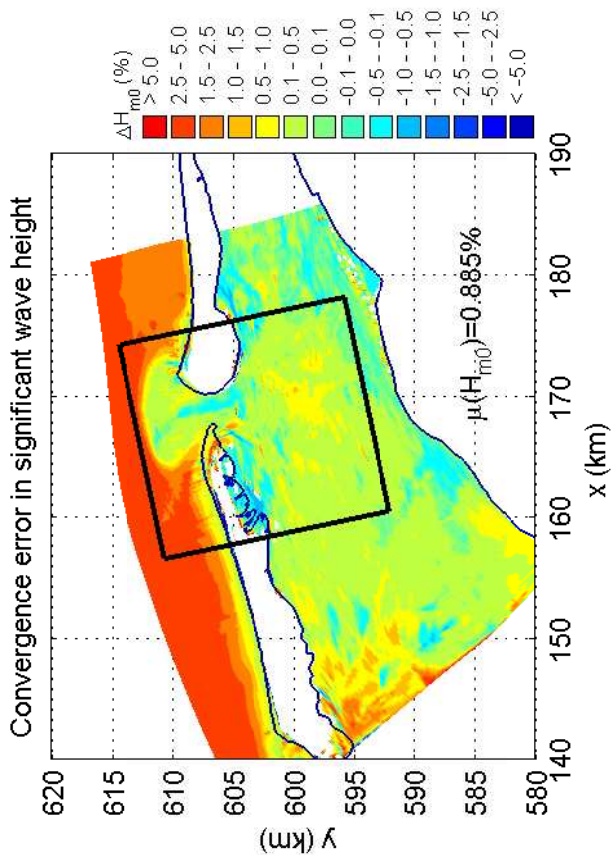 Convergence error in significant wave height
ΔHm0 (%)
> 5.0
2.5 - 5.0
1.5 - 2.5
1.0 - 1.5
0.5 - 1.0
0.1 - 0.5
0.0 - 0.1
-0.1 - 0.0
-0.5 - -0.1
-1.0 - -0.5
-1.5 - -1.0
-2.5 - -1.5
-5.0 - -2.5
< -5.0
620
615
610
605
600
595
590
585
580
y (km)
μ(Hm0)=0.885%
140
150
160
170
180
190
x (km)